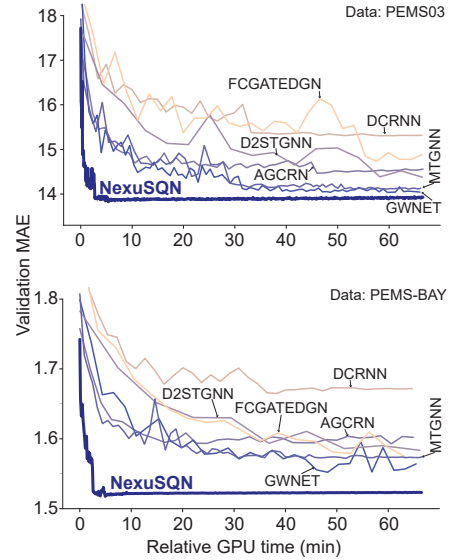 Data: PEMS03
18
17
16
15
14
FCGATEDGN
DCRNN
D2STGNN
AGCRN
MTGNN
NexuSQN
GWNET
0 10 20 30 40 50 60
Validation MAE
Data: PEMS-BAY
1.8
1.7
1.6
1.5
DCRNN
D2STGNN
FCGATEDGN
AGCRN
MTGNN
GWNET
NexuSQN
0 10 20 30 40 50 60
Relative GPU time (min)